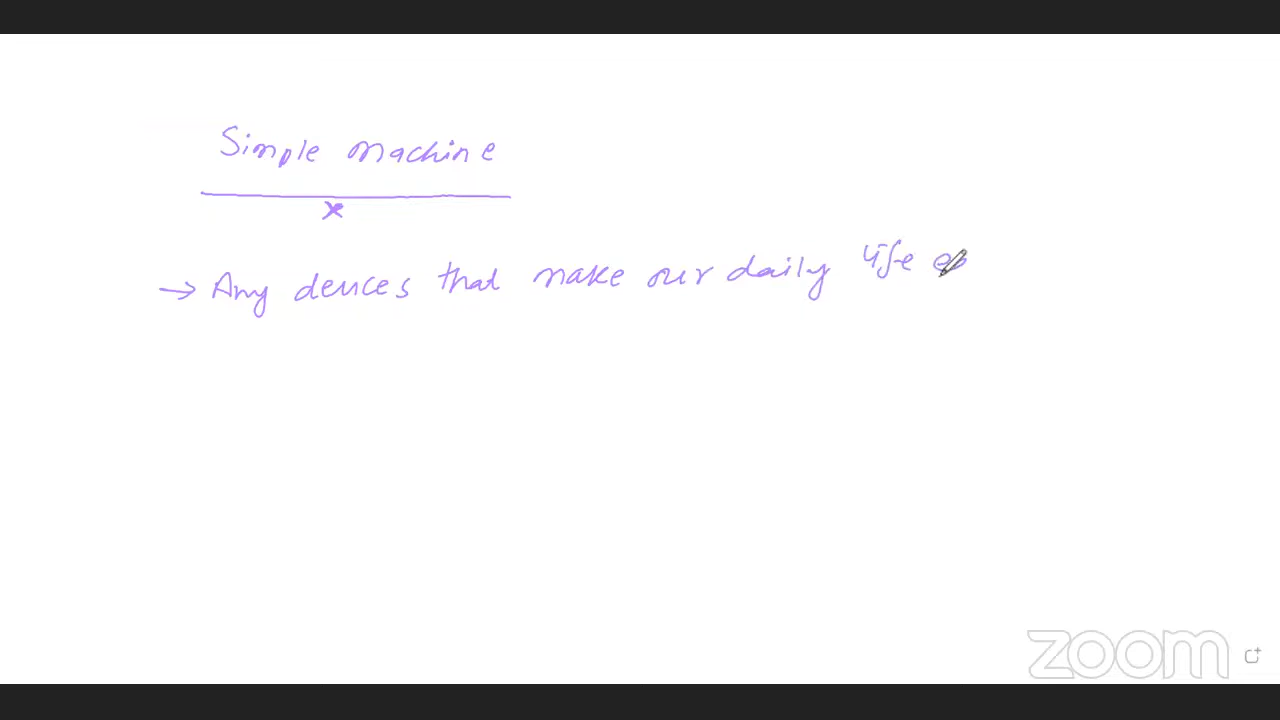 Simple machine
→ Any devices that make our daily life
zoom